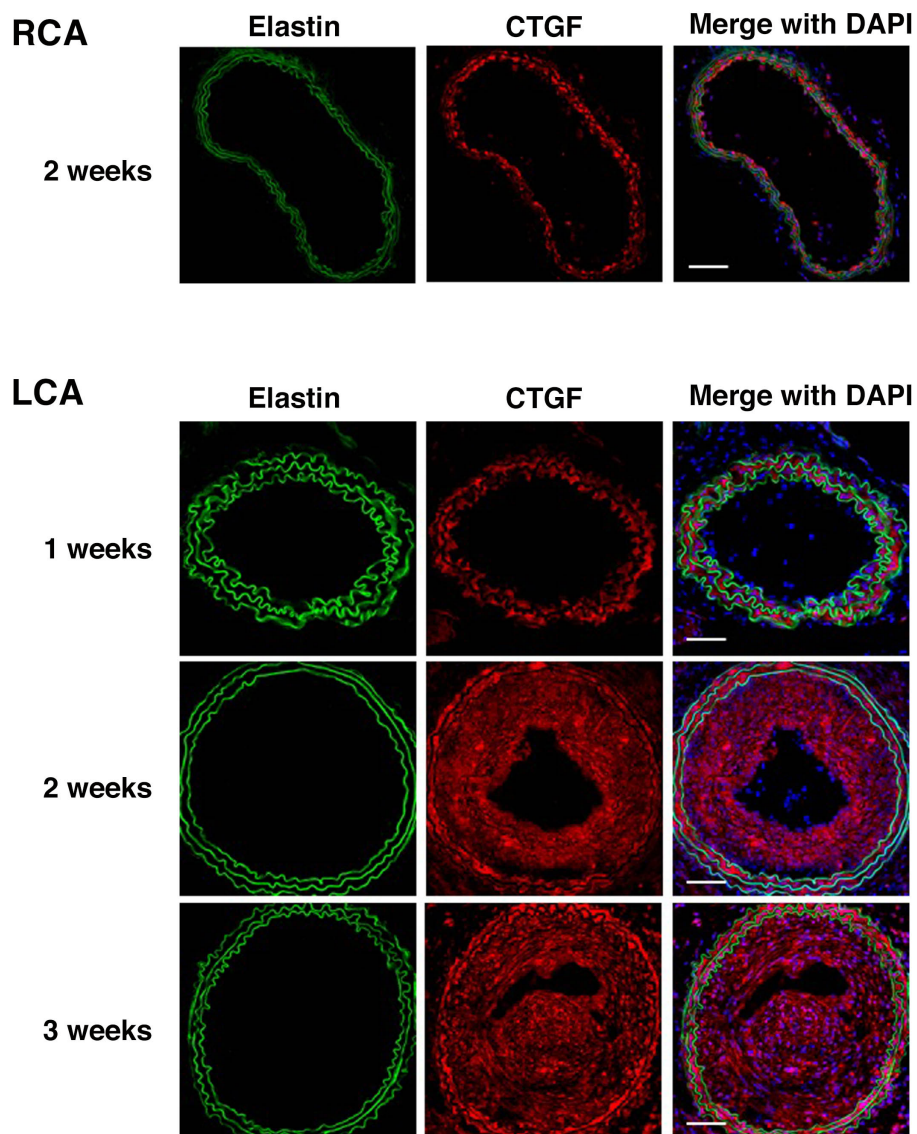 RCA
Elastin CTGF Merge with DAPI
2 weeks
LCA
Elastin CTGF Merge with DAPI
1 weeks
2 weeks
3 weeks